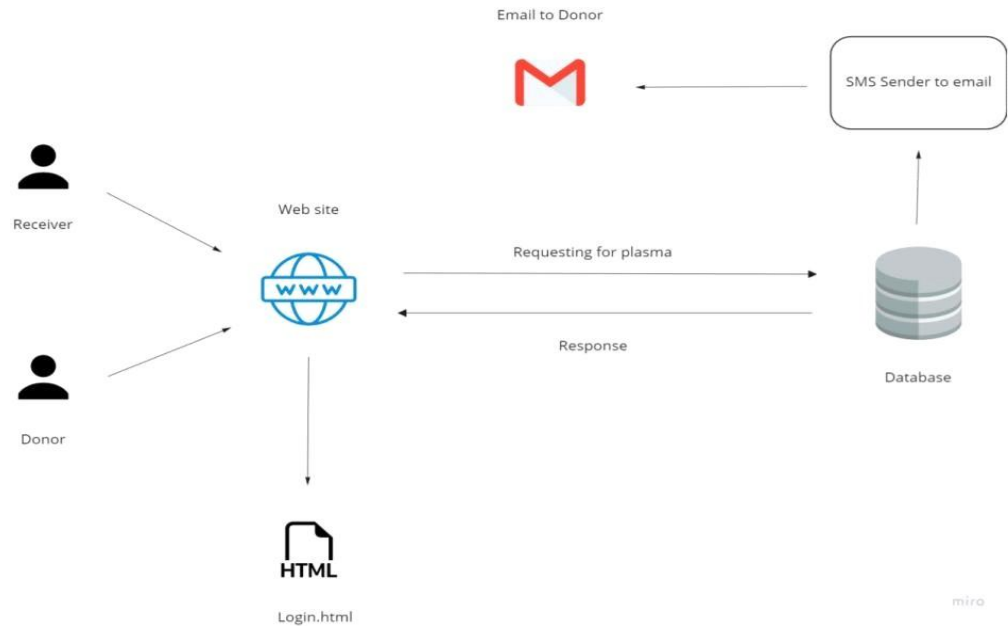 Email to Donor
SMS Sender to email
Receiver
Web site
WWW
Requesting for plasma
Response
Database
Donor
HTML
Login.html
miro